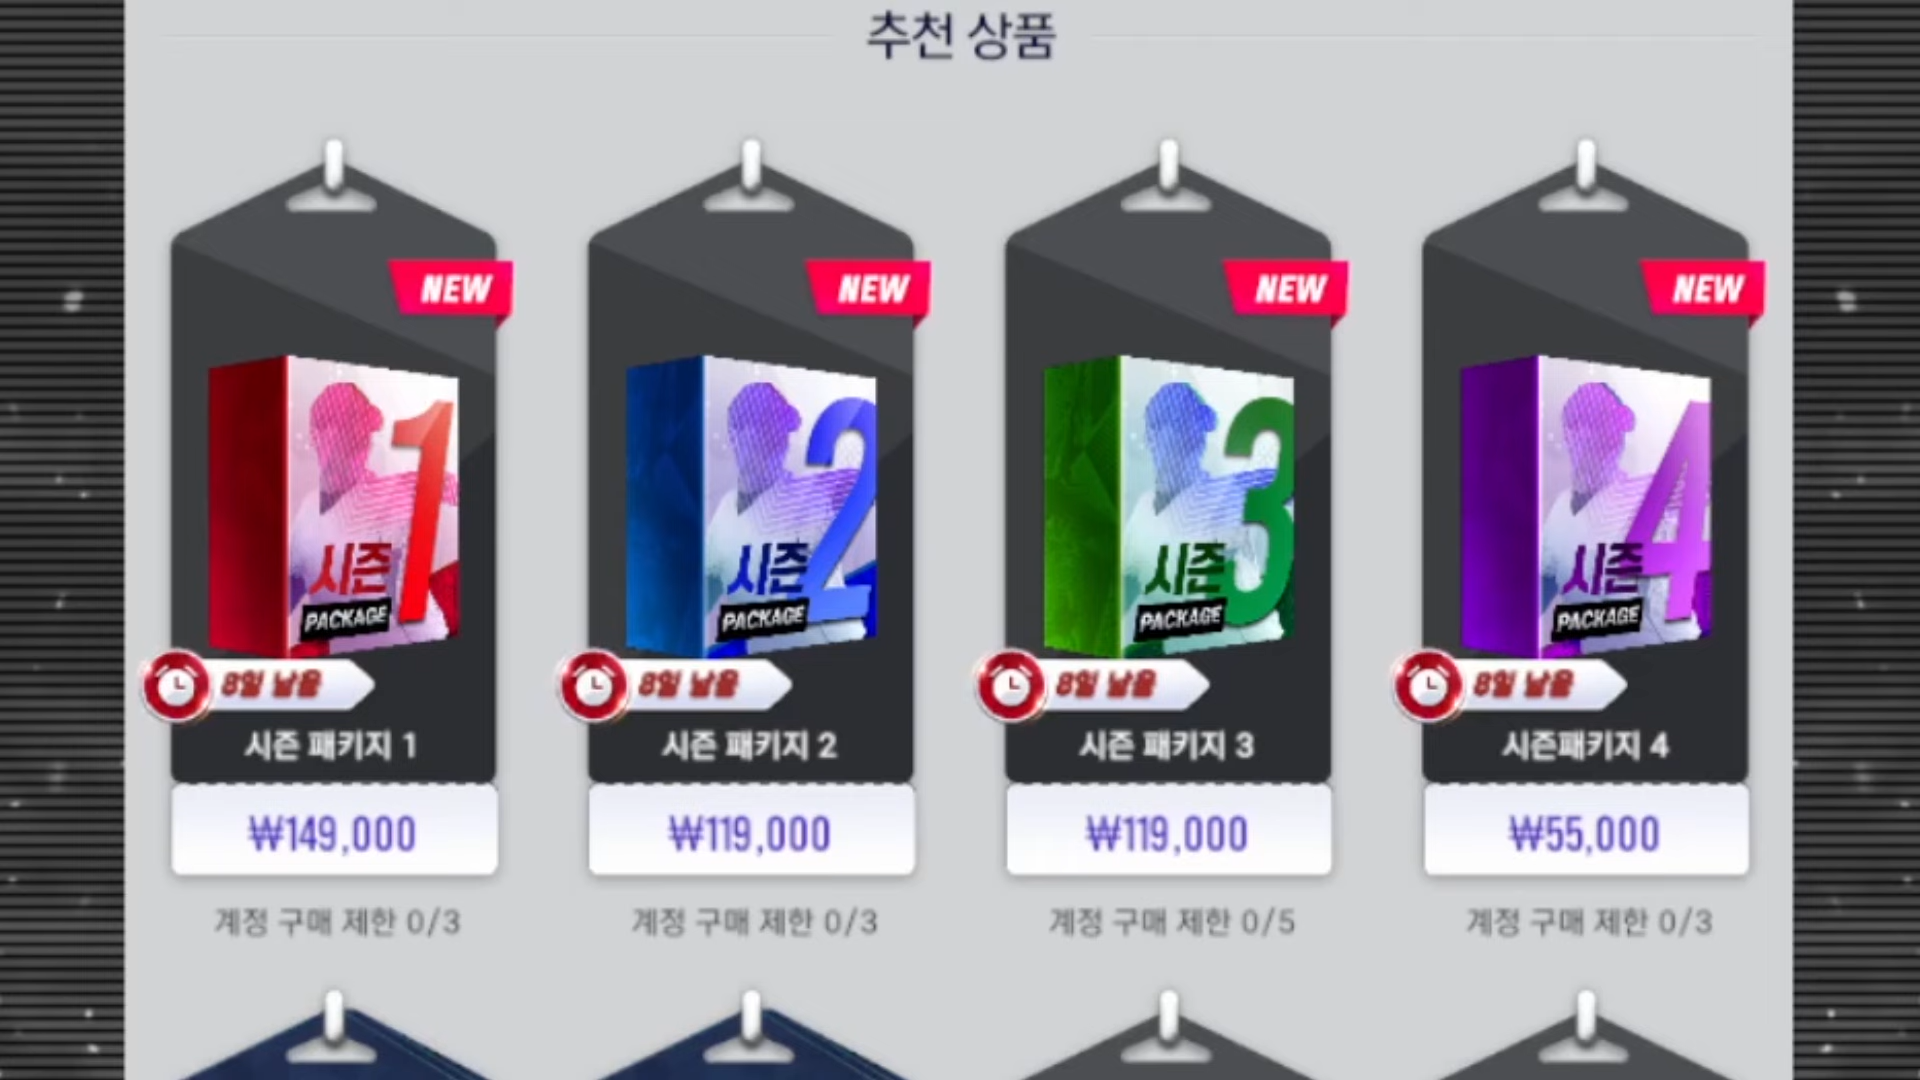 추천 상품
NEW
NEW
NEW
NEW
1
시즌
PACKAGE
2
시즌
PACKAGE
3
시즌
PACKAGE
4
시즌
PACKAGE
8일 남음
8일 남음
8일 남음
8일 남음
시즌 패키지 1
시즌 패키지 2
시즌 패키지 3
시즌패키지 4
₩149,000
₩119,000
₩119,000
₩55,000
계정 구매 제한 0/3
계정 구매 제한 0/3
계정 구매 제한 0/5
계정 구매 제한 0/3